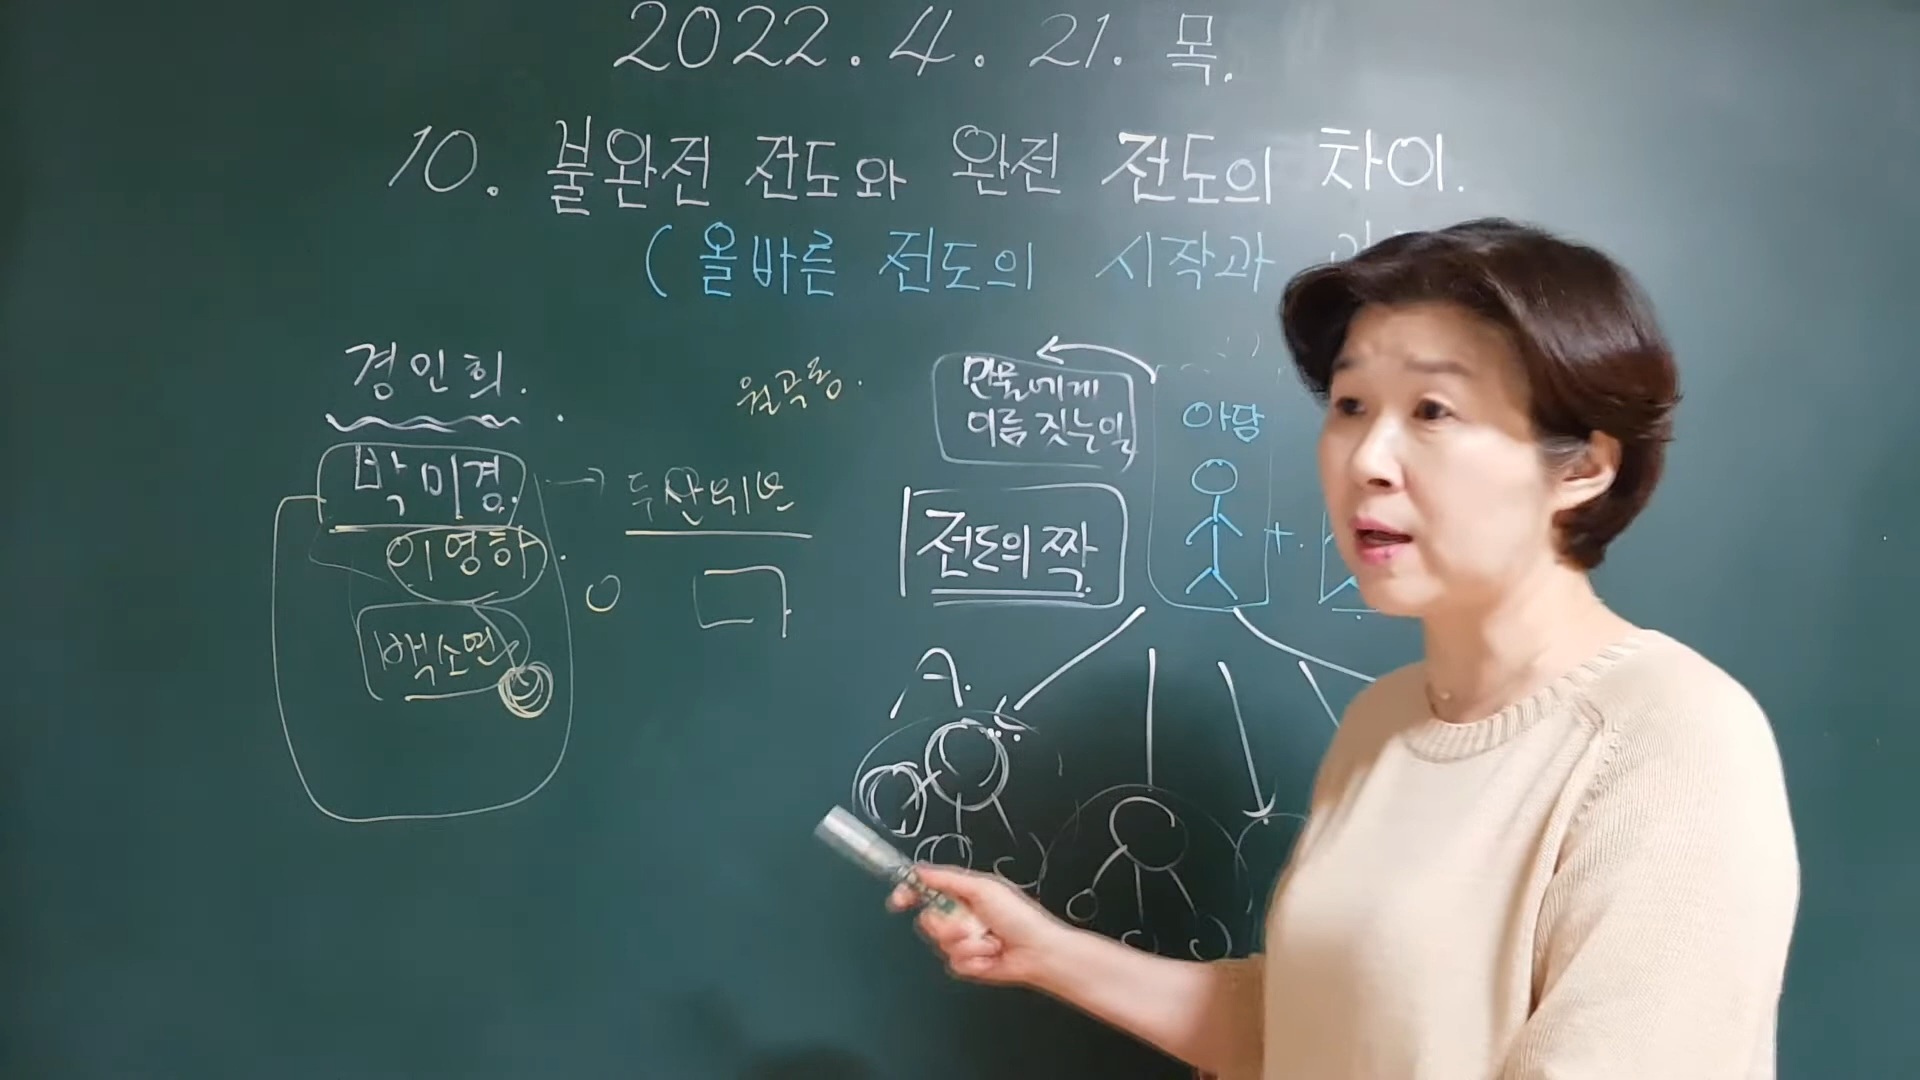 2022. 4. 21. 목.
10. 불완전 전도와 완전 전도의 차이.
(올바른 전도의 시작과
경인희.
박미경.
이영하.
백소연
원곡동.
두산위브
만물에게
이름 짓는 일
아담
전도의 짝.
+.
A.